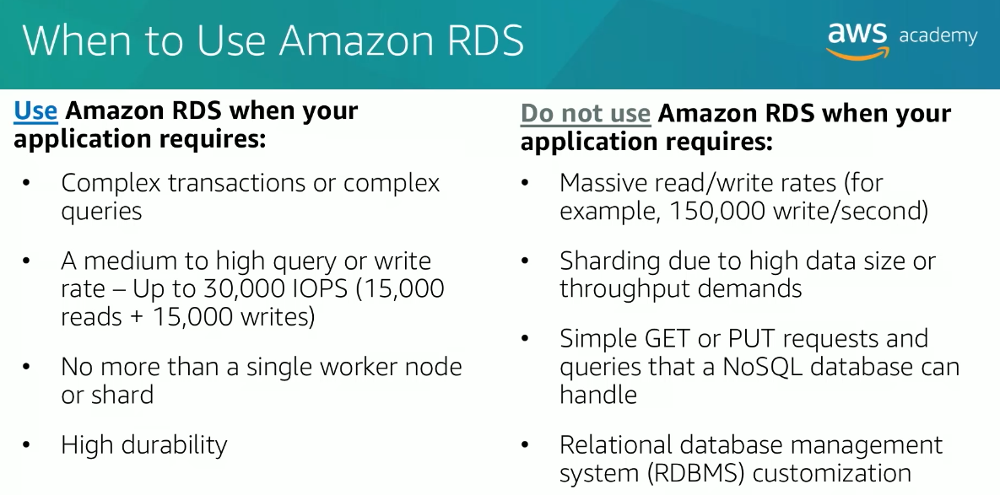 When to Use Amazon RDS
aws academy
Use Amazon RDS when your
application requires:
• Complex transactions or complex
queries
• A medium to high query or write
rate – Up to 30,000 IOPS (15,000
reads + 15,000 writes)
• No more than a single worker node
or shard
• High durability
Do not use Amazon RDS when your
application requires:
• Massive read/write rates (for
example, 150,000 write/second)
• Sharding due to high data size or
throughput demands
• Simple GET or PUT requests and
queries that a NoSQL database can
handle
• Relational database management
system (RDBMS) customization